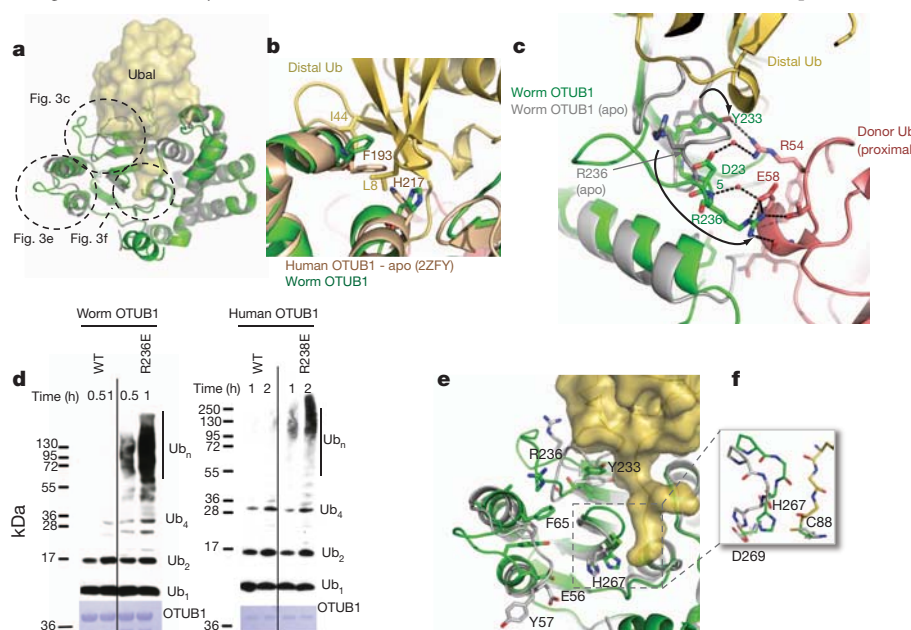 a
Ubal
Fig. 3c
Fig. 3e
Fig. 3f
b
Distal Ub
I44
F193
L8
H217
Human OTUB1 - apo (2ZFY)
Worm OTUB1
c
Distal Ub
Worm OTUB1
Worm OTUB1 (apo)
Y233
Donor Ub
(proximal
R54
R236
(apo)
D23
5
E58
R236
d
Worm OTUB1
Human OTUB1
WT
R236E
WT
R238E
Time (h) 0.51 0.5 1
Time (h) 1 2 1 2
kDa
130
95
72
55
36
28
17
36
Ubn
Ub4
Ub2
Ub1
OTUB1
250
130
95
72
55
36
28
17
36
Ubn
Ub4
Ub2
Ub1
OTUB1
e
R236
Y233
F65
H267
E56
Y57
f
H267
C88
D269